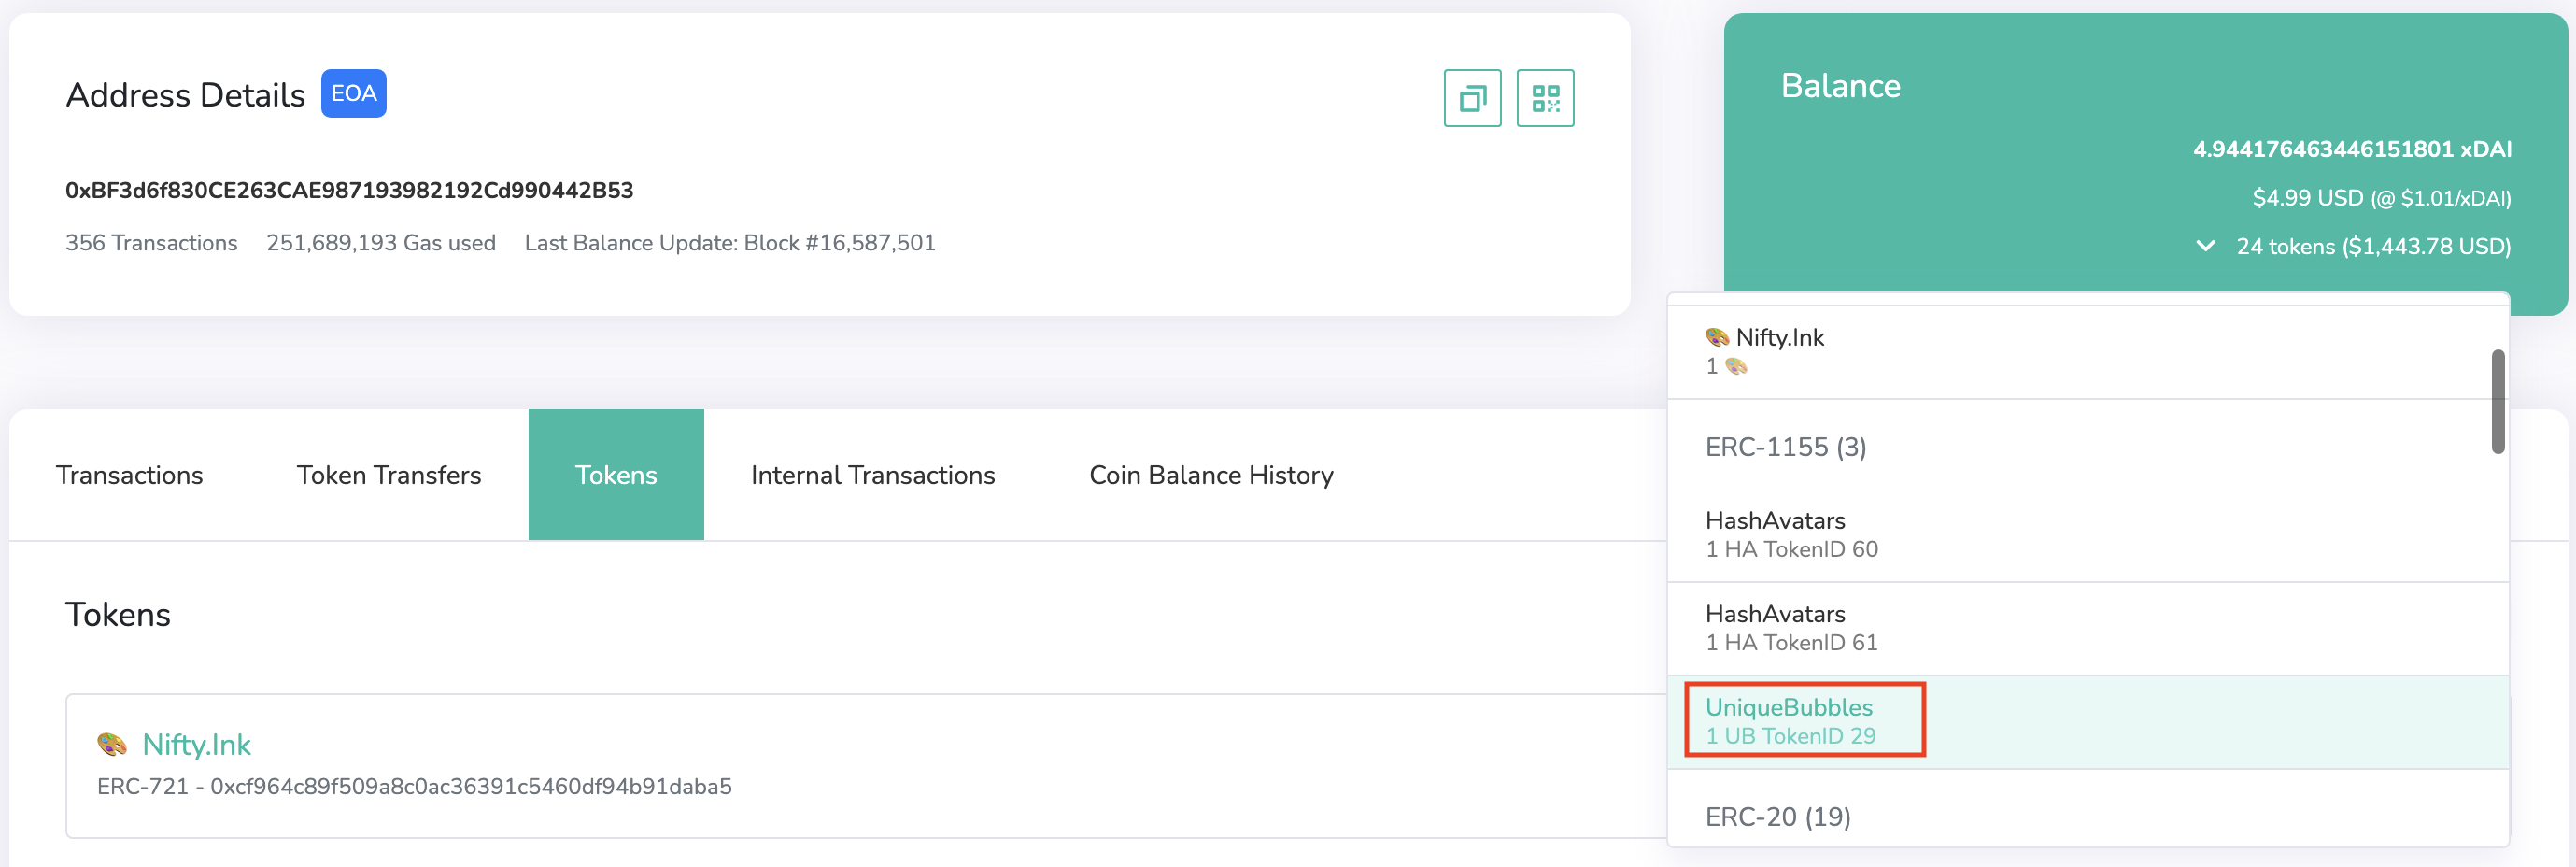 Address Details EOA
0xBF3d6f830CE263CAE987193982192Cd990442B53
356 Transactions 251,689,193 Gas used Last Balance Update: Block #16,587,501
Balance
4.944176463446151801 xDAI
$4.99 USD (@ $1.01/xDAI)
24 tokens ($1,443.78 USD)
🎨 Nifty.Ink
1 🎨
ERC-1155 (3)
HashAvatars
1 HA TokenID 60
HashAvatars
1 HA TokenID 61
UniqueBubbles
1 UB TokenID 29
ERC-20 (19)
Transactions Token Transfers Tokens Internal Transactions Coin Balance History
Tokens
🎨 Nifty.Ink
ERC-721 - 0xcf964c89f509a8c0ac36391c5460df94b91daba5